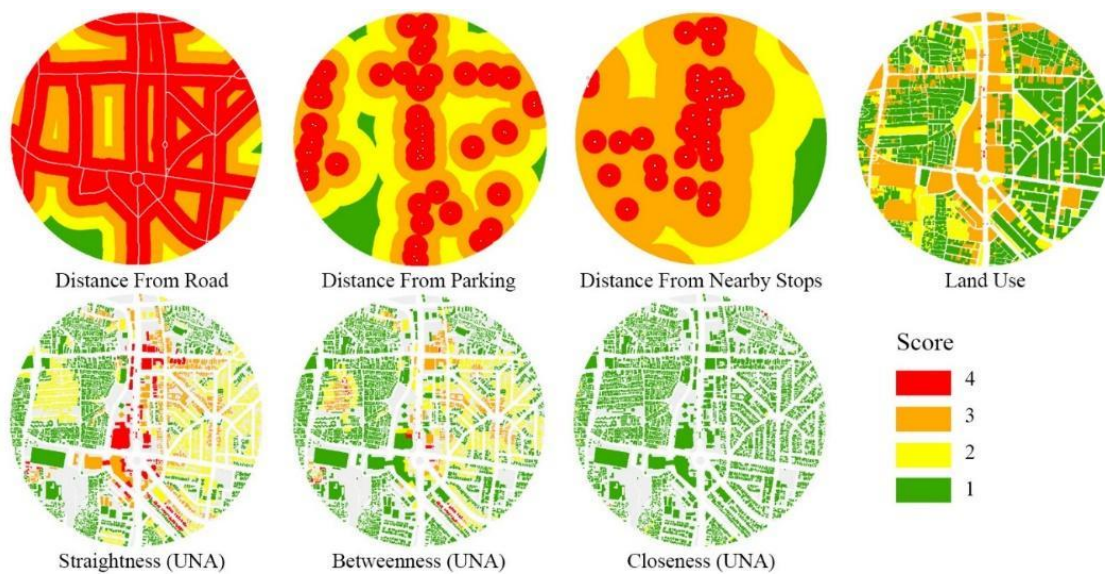 Distance From Road
Distance From Parking
Distance From Nearby Stops
Land Use
Score
4
3
2
1
Straightness (UNA)
Betweenness (UNA)
Closeness (UNA)